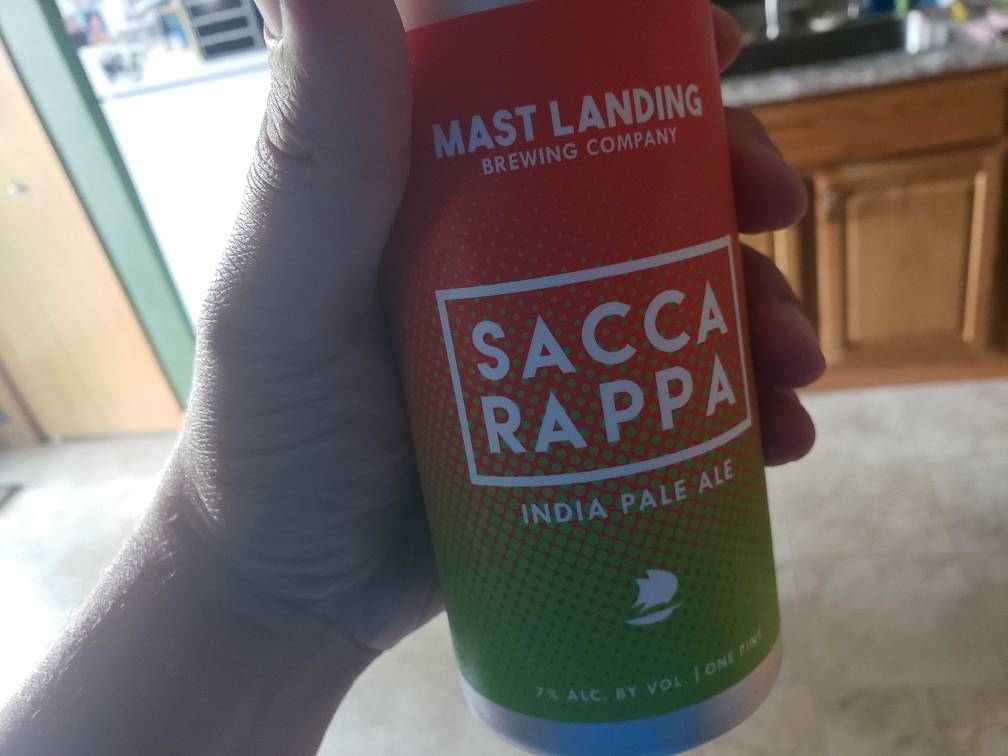 MAST LANDING
BREWING COMPANY
SACCA
RAPPA
INDIA PALE ALE
7% ALC. BY VOL. | ONE PINT